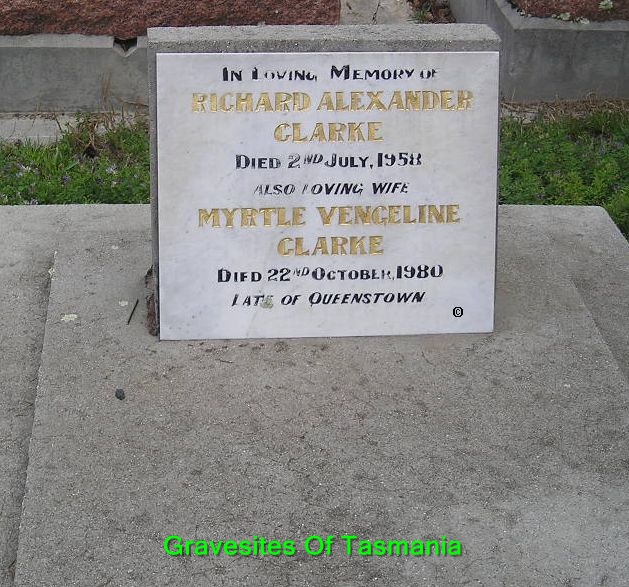 In Loving Memory of
RICHARD ALEXANDER
CLARKE
Died 2ND July, 1958
ALSO LOVING WIFE
MYRTLE VENGELINE
CLARKE
Died 22ND October, 1980
LATE OF QUEENSTOWN
©
Gravesites Of Tasmania